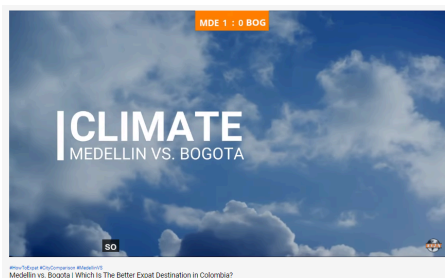 MDE 1 : 0 BOG
CLIMATE
MEDELLIN VS. BOGOTA
SO
#HowToExpat #CityComparison #MedellinVS
Medellin vs. Bogota | Which Is The Better Expat Destination in Colombia?